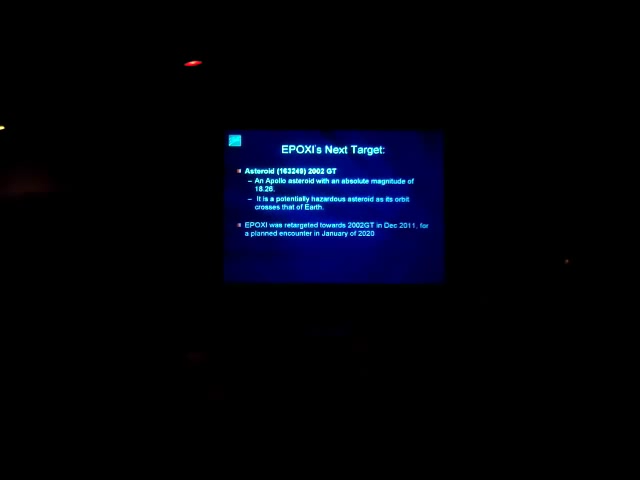 EPOXI's Next Target:
Asteroid (163249) 2002 GT
– An Apollo asteroid with an absolute magnitude of
18.26.
– It is a potentially hazardous asteroid as its orbit
crosses that of Earth.
EPOXI was retargeted towards 2002GT in Dec 2011, for
a planned encounter in January of 2020